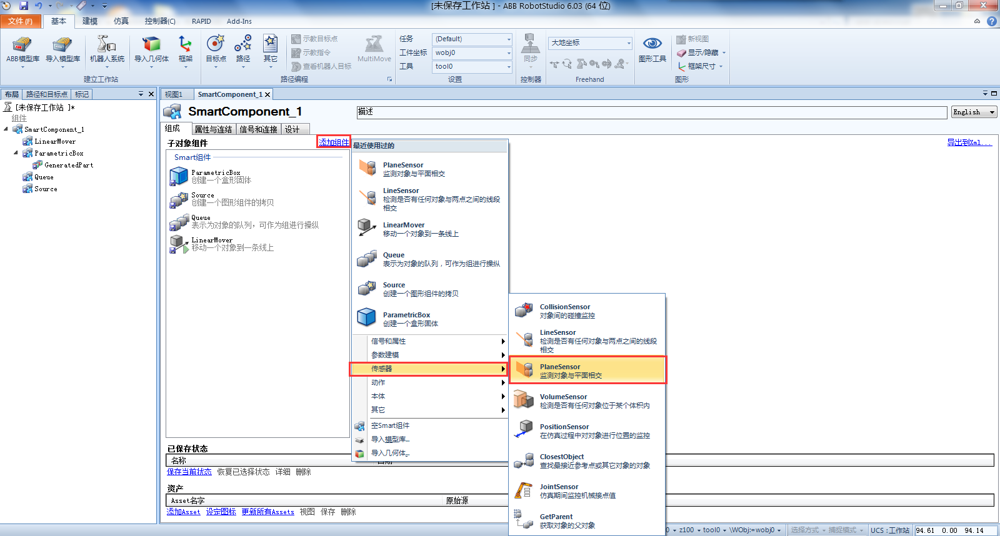 [未保存工作站 ] - ABB RobotStudio 6.03 (64 位)
文件(F) 基本 建模 仿真 控制器(C) RAPID Add-Ins
ABB模型库 导入模型库 机器人系统 导入几何体 框架
建立工作站
目标点 路径 其它
示教目标点
示教指令
查看机器人目标
MultiMove
路径编程
任务 (Default)
工件坐标 wobj0
工具 tool0
设置
同步
控制器
大地坐标
Freehand
图形工具
新视图
显示/隐藏
框架尺寸
图形
布局 路径和目标点 标记
[未保存工作站 ]*
组件
SmartComponent_1
LinearMover
ParametricBox
GeneratedPart
Queue
Source
视图1 SmartComponent_1
SmartComponent_1
描述
English
组成 属性与连结 信号和连接 设计
子对象组件
添加组件
导出到Xml...
Smart组件
ParametricBox
创建一个盒形固体
Source
创建一个图形组件的拷贝
Queue
表示为对象的队列, 可作为组进行操纵
LinearMover
移动一个对象到一条线上
最近使用过的
PlaneSensor
监测对象与平面相交
LineSensor
检测是否有任何对象与两点之间的线段
相交
LinearMover
移动一个对象到一条线上
Queue
表示为对象的队列，可作为组进行操纵
Source
创建一个图形组件的拷贝
ParametricBox
创建一个盒形固体
信号和属性
参数建模
传感器
动作
本体
其它
空Smart组件
导入模型库...
导入几何体...
CollisionSensor
对象间的碰撞监控
LineSensor
检测是否有任何对象与两点之间的线段
相交
PlaneSensor
监测对象与平面相交
VolumeSensor
检测是否有任何对象位于某个体积内
PositionSensor
在仿真过程中对对象进行位置的监控
ClosestObject
查找最接近参考点或其它对象的对象
JointSensor
仿真期间监控机械接点值
GetParent
获取对象的父对象
已保存状态
名称
保存当前状态 恢复已选择状态 详细 删除
资产
Asset名字 原始源
添加Asset 设定图标 更新所有Assets 视图 保存 删除
0 z100 tool0 \WObj:=wobj0 选择方式 捕捉模式 UCS : 工作站 94.61 0.00 94.14